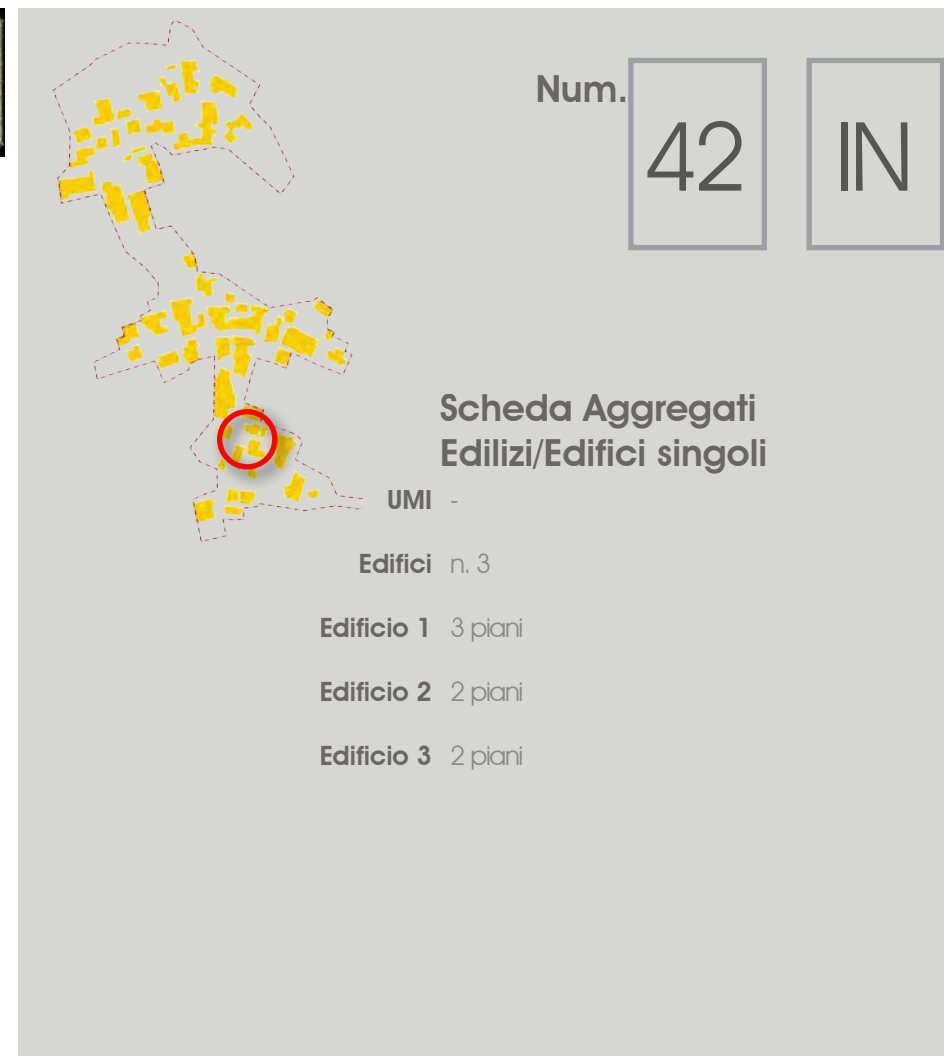 Num.
42
IN
Scheda Aggregati
Edilizi/Edifici singoli
UMI -
Edifici n. 3
Edificio 1 3 piani
Edificio 2 2 piani
Edificio 3 2 piani